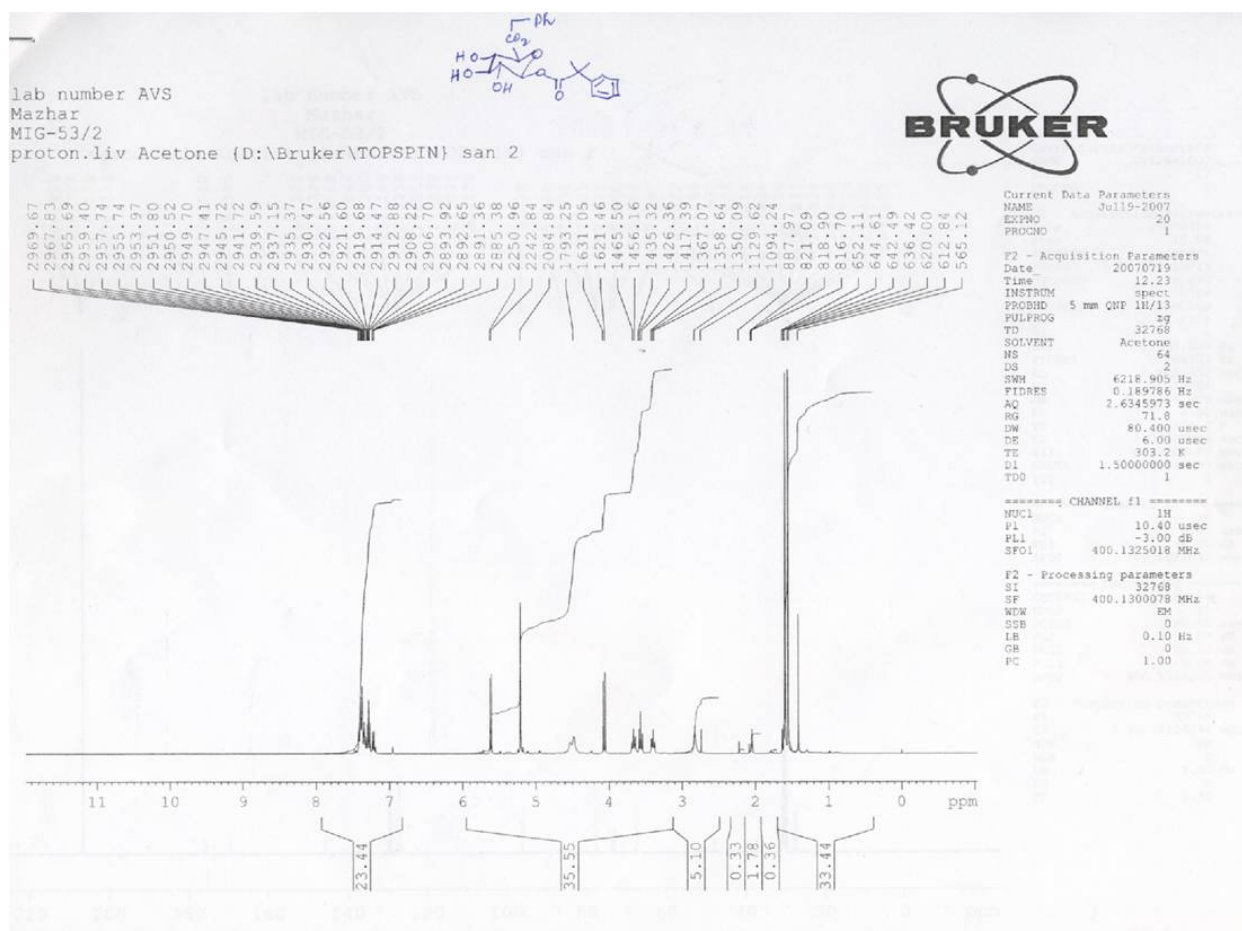 Ph
CO2
HO
O
HO
O
OH
O
lab number AVS
Mazhar
MIG-53/2
proton.liv Acetone {D:\Bruker\TOPSPIN} san 2
BRUKER
2969.67
2967.83
2965.69
2959.40
2957.74
2955.74
2953.97
2951.80
2950.52
2949.70
2947.41
2945.72
2941.72
2939.59
2937.15
2935.37
2930.47
2922.56
2921.60
2919.68
2914.47
2912.88
2908.22
2906.70
2893.92
2892.65
2891.36
2885.38
2250.96
2242.84
2084.84
1793.25
1631.05
1621.46
1465.50
1456.16
1435.32
1426.36
1417.39
1367.07
1358.64
1350.09
1129.62
1094.24
887.97
821.09
818.90
816.70
652.11
644.61
642.49
636.42
620.00
612.84
565.12
Current Data Parameters
NAME Jul19-2007
EXPNO 20
PROCNO 1
F2 - Acquisition Parameters
Date_ 20070719
Time 12.23
INSTRUM spect
PROBHD 5 mm QNP 1H/13
PULPROG zg
TD 32768
SOLVENT Acetone
NS 64
DS 2
SWH 6218.905 Hz
FIDRES 0.189786 Hz
AQ 2.6345973 sec
RG 71.8
DW 80.400 usec
DE 6.00 usec
TE 303.2 K
D1 1.50000000 sec
TD0 1
======== CHANNEL f1 ========
NUC1 1H
P1 10.40 usec
PL1 -3.00 dB
SFO1 400.1325018 MHz
F2 - Processing parameters
SI 32768
SF 400.1300078 MHz
WDW EM
SSB 0
LB 0.10 Hz
GB 0
PC 1.00
11 10 9 8 7 6 5 4 3 2 1 0 ppm
23.44
35.55
5.10
0.33
1.78
0.36
33.44